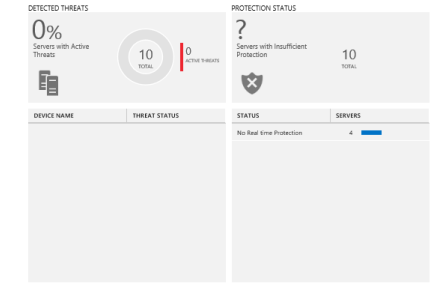 DETECTED THREATS
0%
Servers with Active
Threats
10
TOTAL
0
ACTIVE THREATS
DEVICE NAME
THREAT STATUS
PROTECTION STATUS
?
Servers with Insufficient
Protection
10
TOTAL
STATUS
SERVERS
No Real time Protection
4